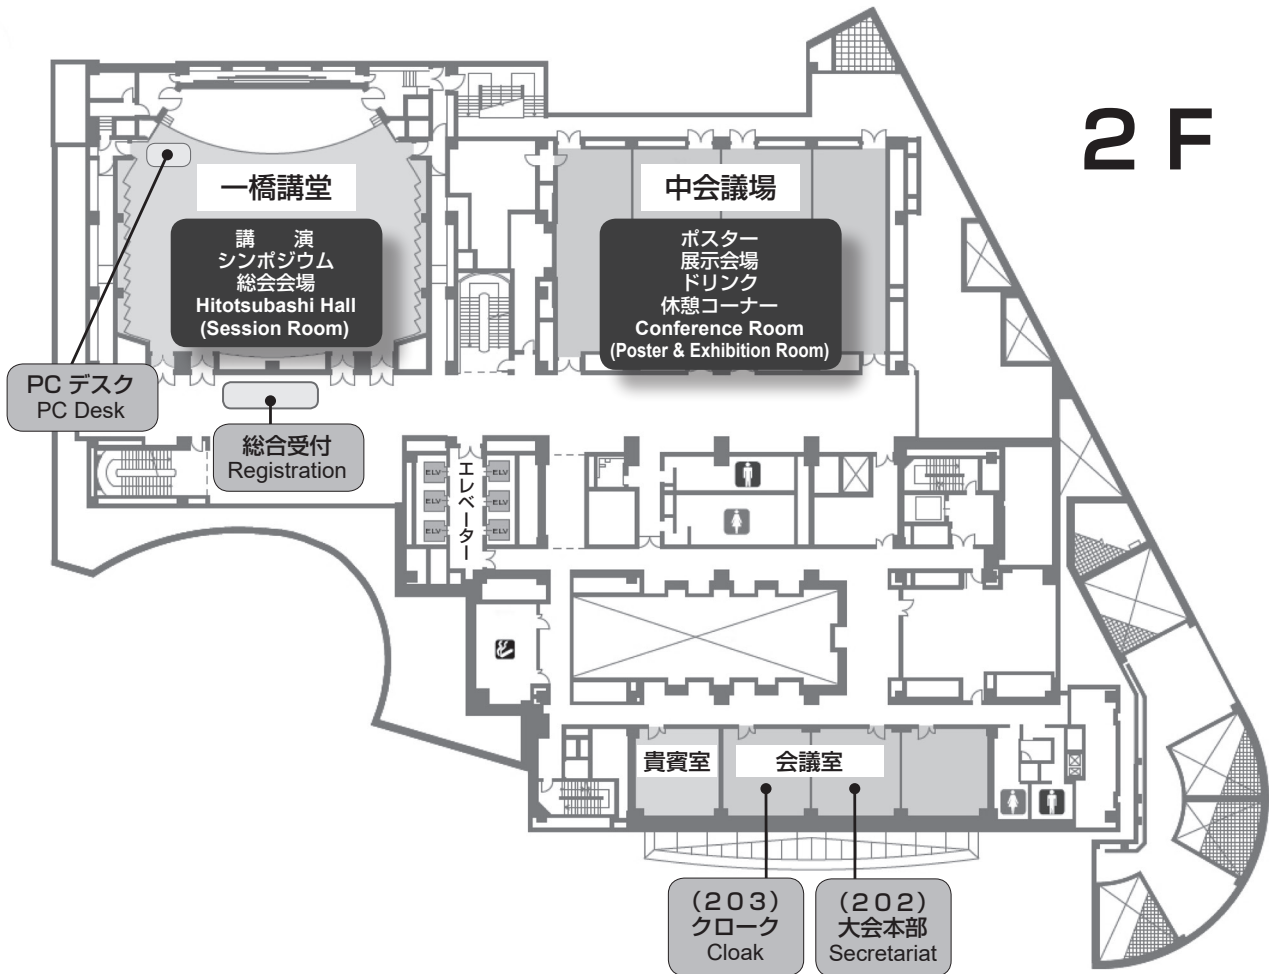 2 F
一橋講堂
講　演
シンポジウム
総会会場
Hitotsubashi Hall
(Session Room)
中会議場
ポスター
展示会場
ドリンク
休憩コーナー
Conference Room
(Poster & Exhibition Room)
PC デスク
PC Desk
総合受付
Registration
エレベーター
ELV
ELV
ELV
ELV
ELV
ELV
貴賓室
会議室
(203)
クローク
Cloak
(202)
大会本部
Secretariat